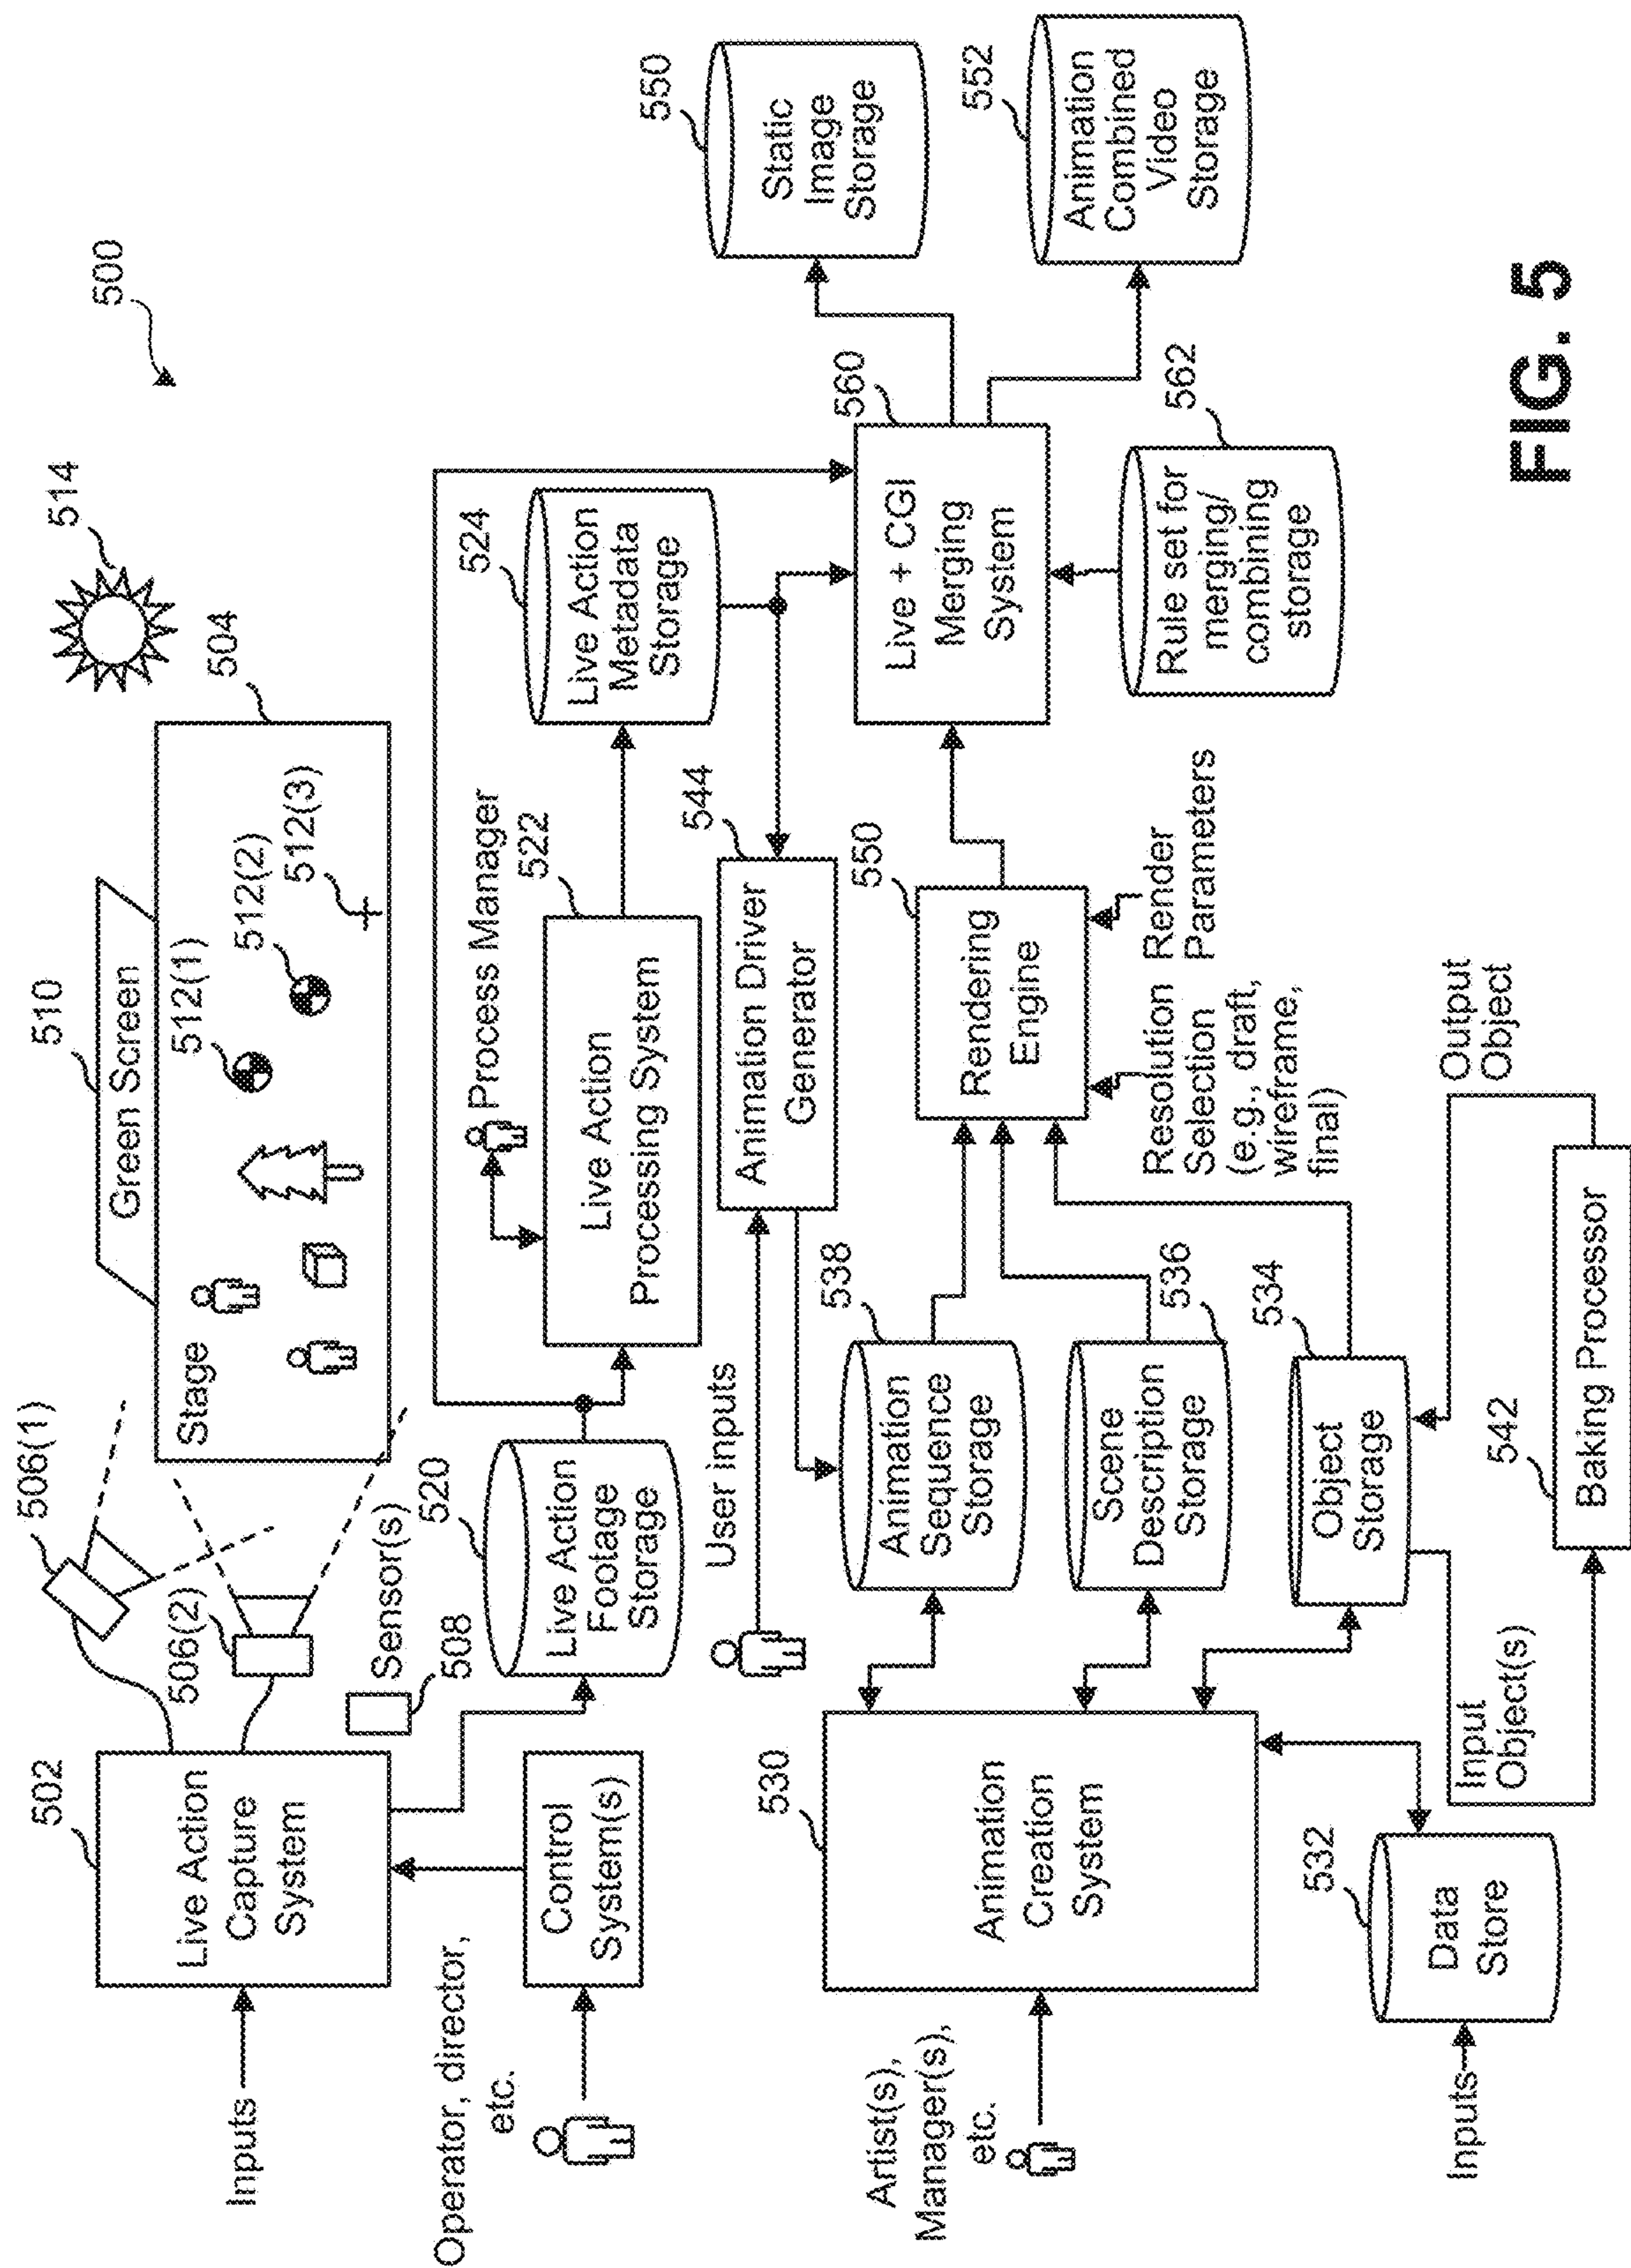 500
514
504
510
Green Screen
Stage
512(1)
512(2)
512(3)
506(1)
506(2)
Sensor(s)
508
502
Live Action
Capture
System
Inputs
Control
System(s)
Operator, director,
etc.
520
Live Action
Footage
Storage
Process Manager
522
Live Action
Processing System
524
Live Action
Metadata
Storage
User inputs
544
Animation Driver
Generator
530
Animation
Creation
System
Artist(s),
Manager(s),
etc.
538
Animation
Sequence
Storage
536
Scene
Description
Storage
534
Object
Storage
532
Data
Store
Inputs
Input
Object(s)
542
Baking Processor
Output
Object
550
Rendering
Engine
Resolution
Selection
(e.g., draft,
wireframe,
final)
Render
Parameters
560
Live + CGI
Merging
System
562
Rule set for
merging/
combining
storage
550
Static
Image
Storage
552
Animation
Combined
Video
Storage
FIG. 5